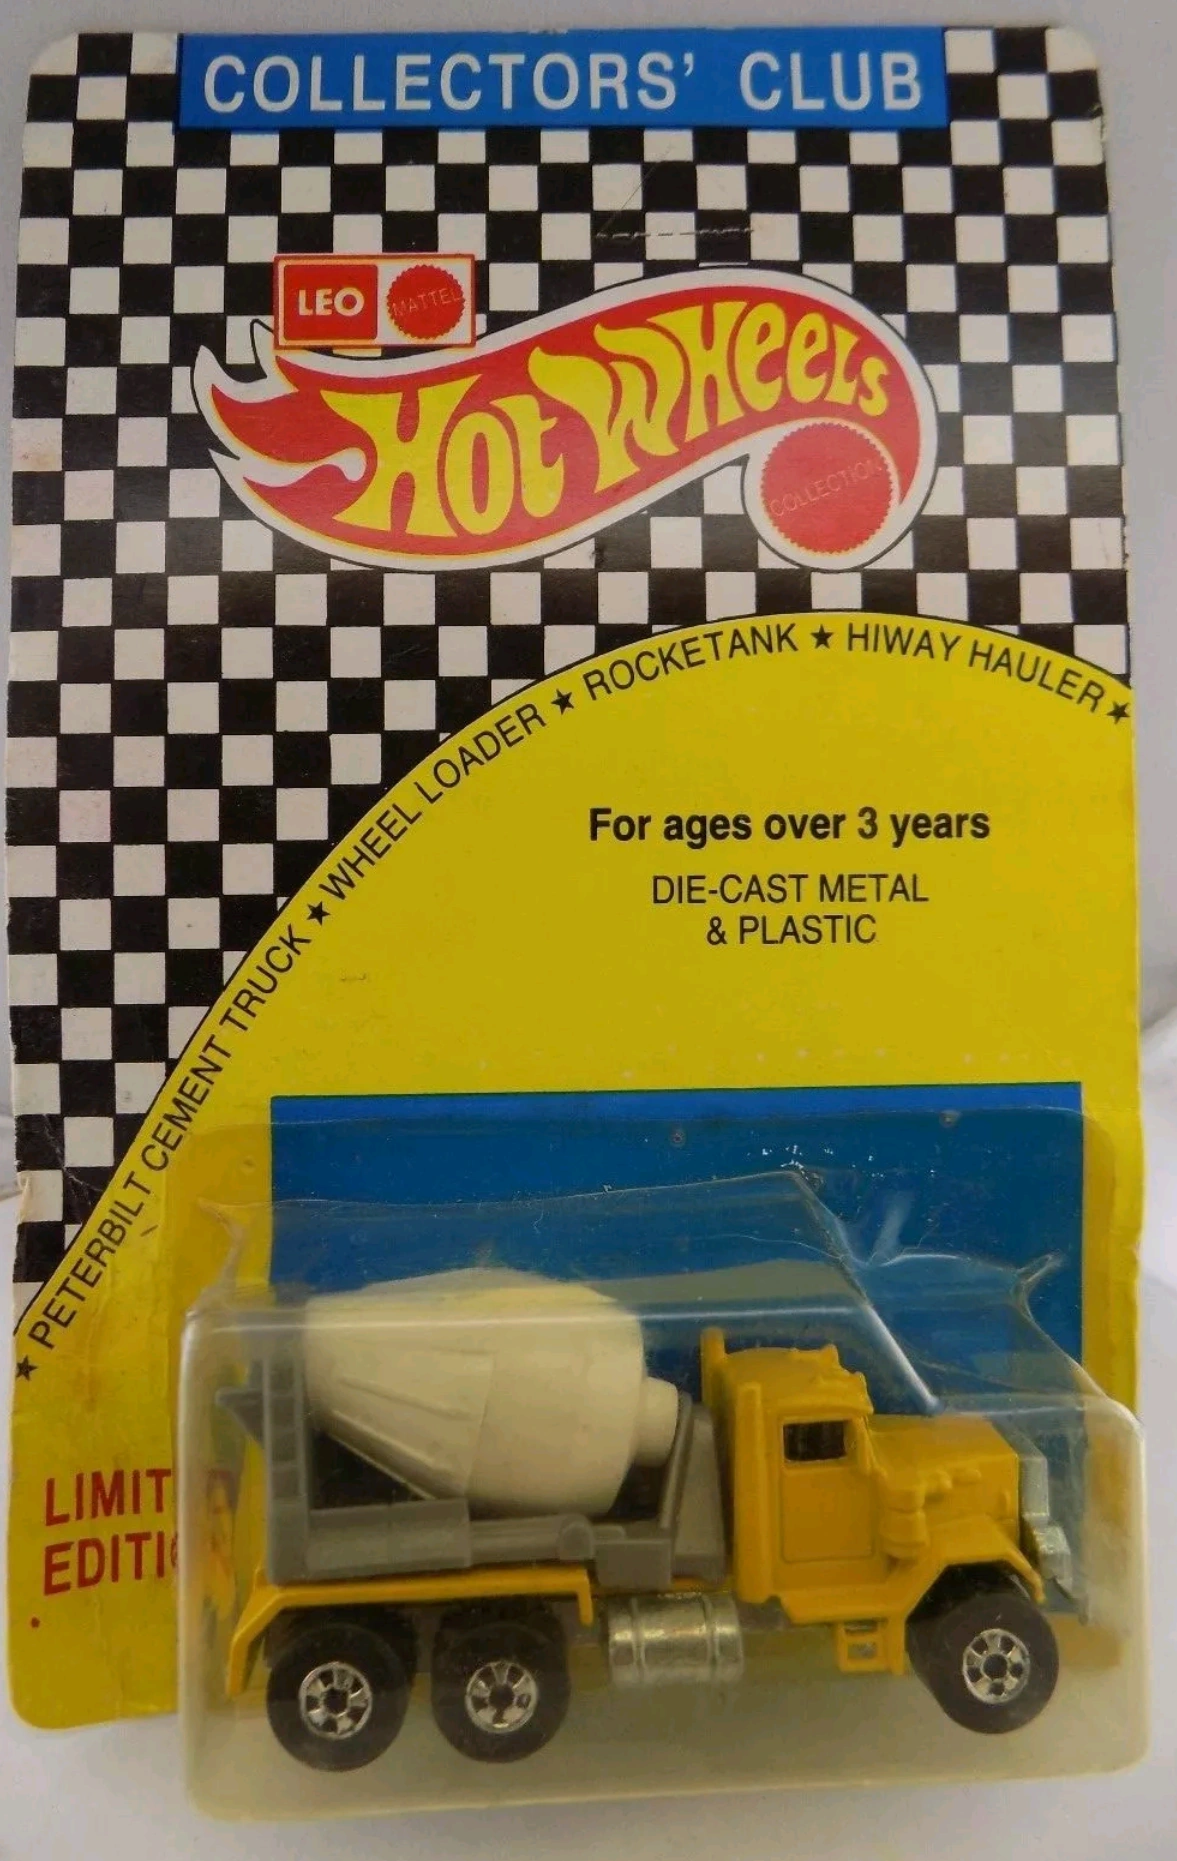 COLLECTORS' CLUB
LEO
MATTEL
Hot Wheels
COLLECTION
★ PETERBILT CEMENT TRUCK ★ WHEEL LOADER ★ ROCKETANK ★ HIWAY HAULER ★
For ages over 3 years
DIE-CAST METAL
& PLASTIC
LIMIT
EDITI